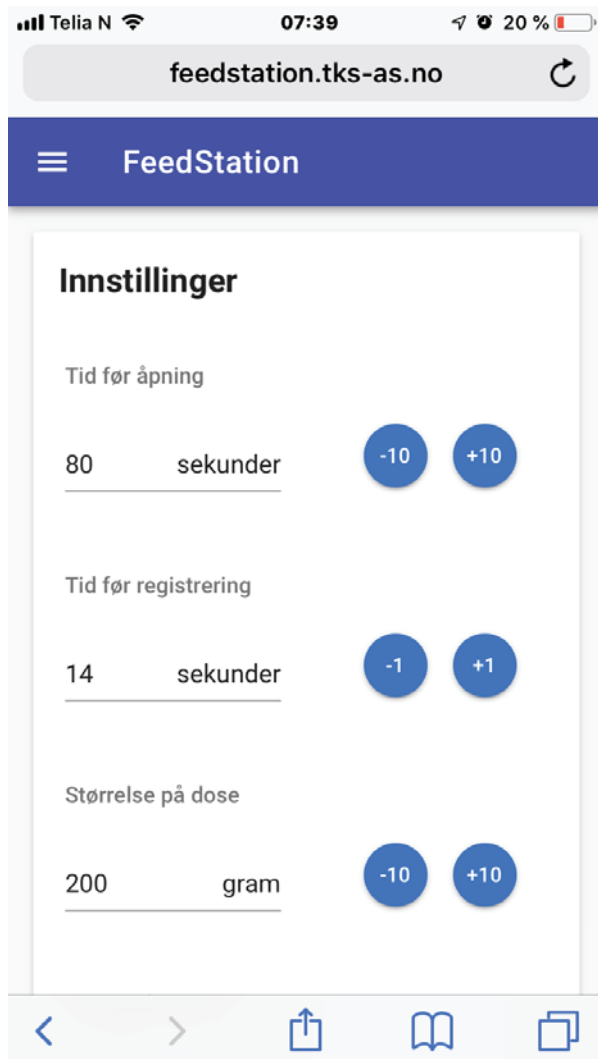 Telia N 07:39 20 %
feedstation.tks-as.no
FeedStation
Innstillinger
Tid før åpning
80 sekunder -10 +10
Tid før registrering
14 sekunder -1 +1
Størrelse på dose
200 gram -10 +10